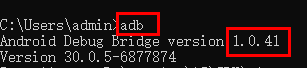 C:\Users\admin>adb
Android Debug Bridge version 1.0.41
Version 30.0.5-6877874